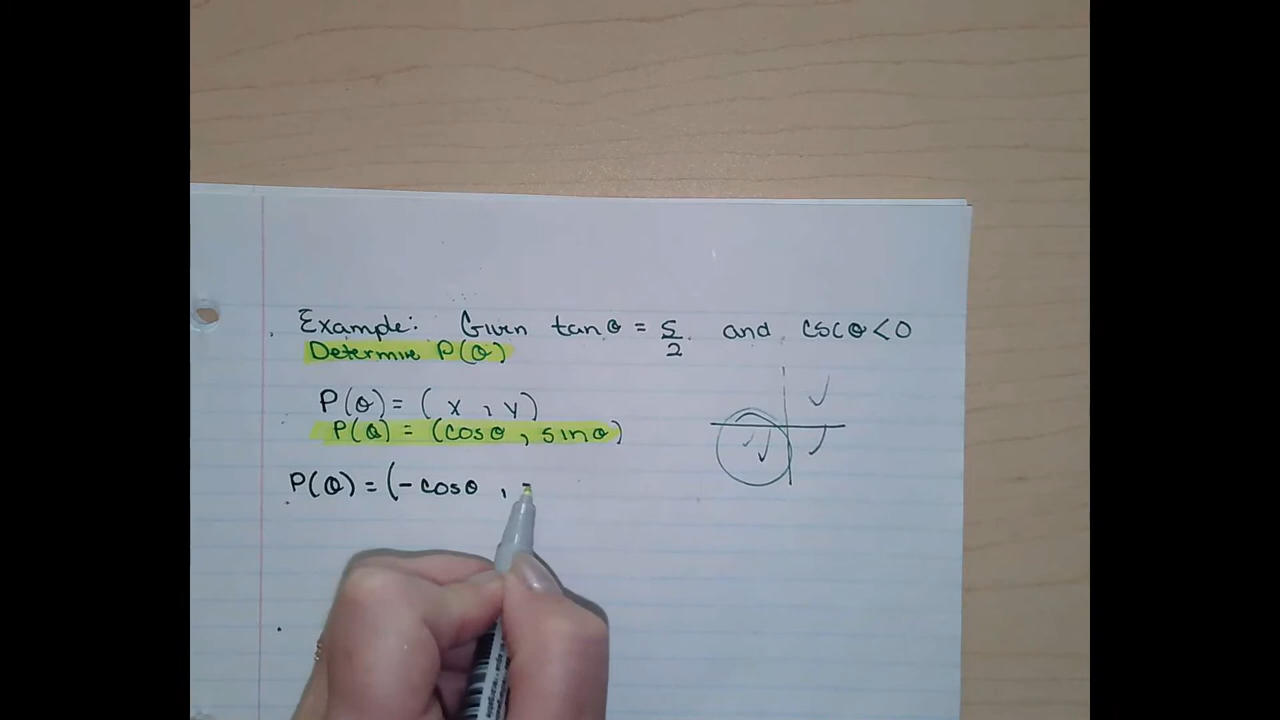 Example: Given tanθ = 5/2 and cscθ<0
Determine P(θ)
P(θ) = ( x , y )
P(θ) = (cosθ , sinθ)
P(θ) = (-cosθ , -